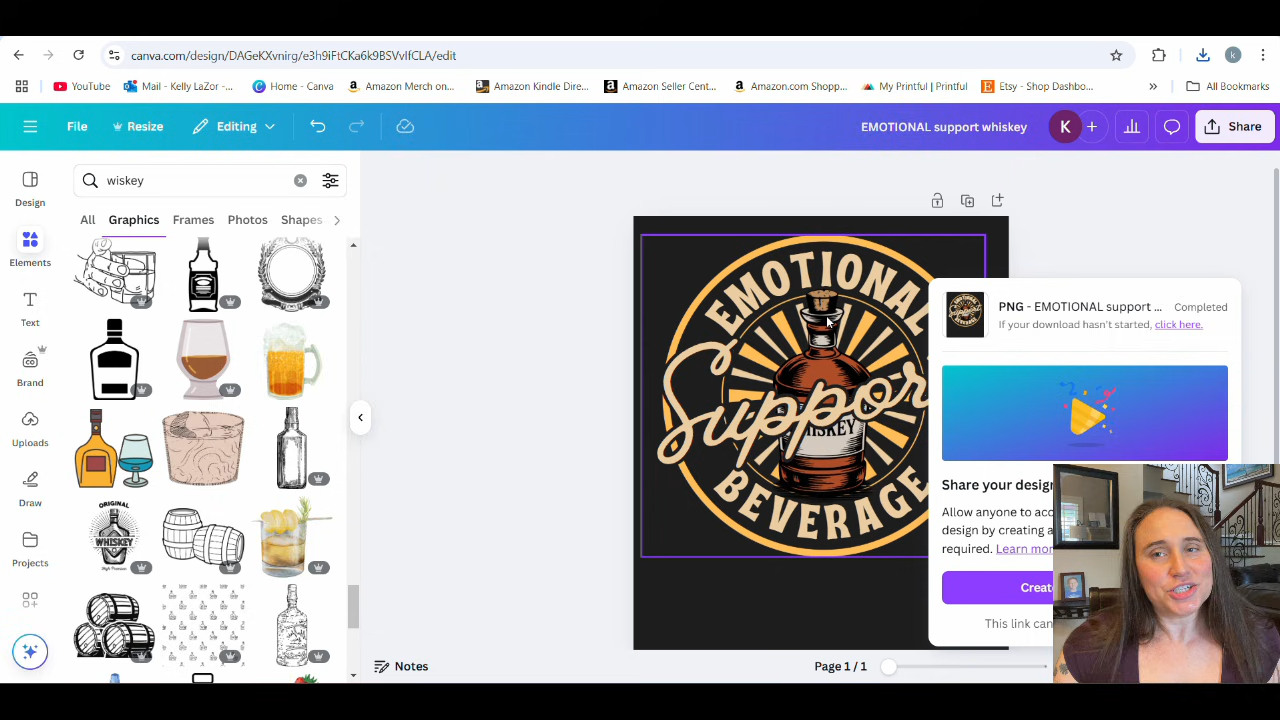 canva.com/design/DAGeKXvnirg/e3h9iFtCKa6k9BSVvIfCLA/edit
k
YouTube
Mail - Kelly LaZor -...
Home - Canva
Amazon Merch on...
Amazon Kindle Dire...
Amazon Seller Cent...
Amazon.com Shopp...
My Printful | Printful
Etsy - Shop Dashbo...
All Bookmarks
File
Resize
Editing
EMOTIONAL support whiskey
K
Share
Design
Elements
Text
Brand
Uploads
Draw
Projects
wiskey
All
Graphics
Frames
Photos
Shapes
ORIGINAL
WHISKEY
EMOTIONAL
Support
WHISKEY
BEVERAGE
PNG - EMOTIONAL support ...
Completed
If your download hasn't started, click here.
Share your desig
Allow anyone to acc
design by creating a
required. Learn mor
Create
This link can
Notes
Page 1 / 1